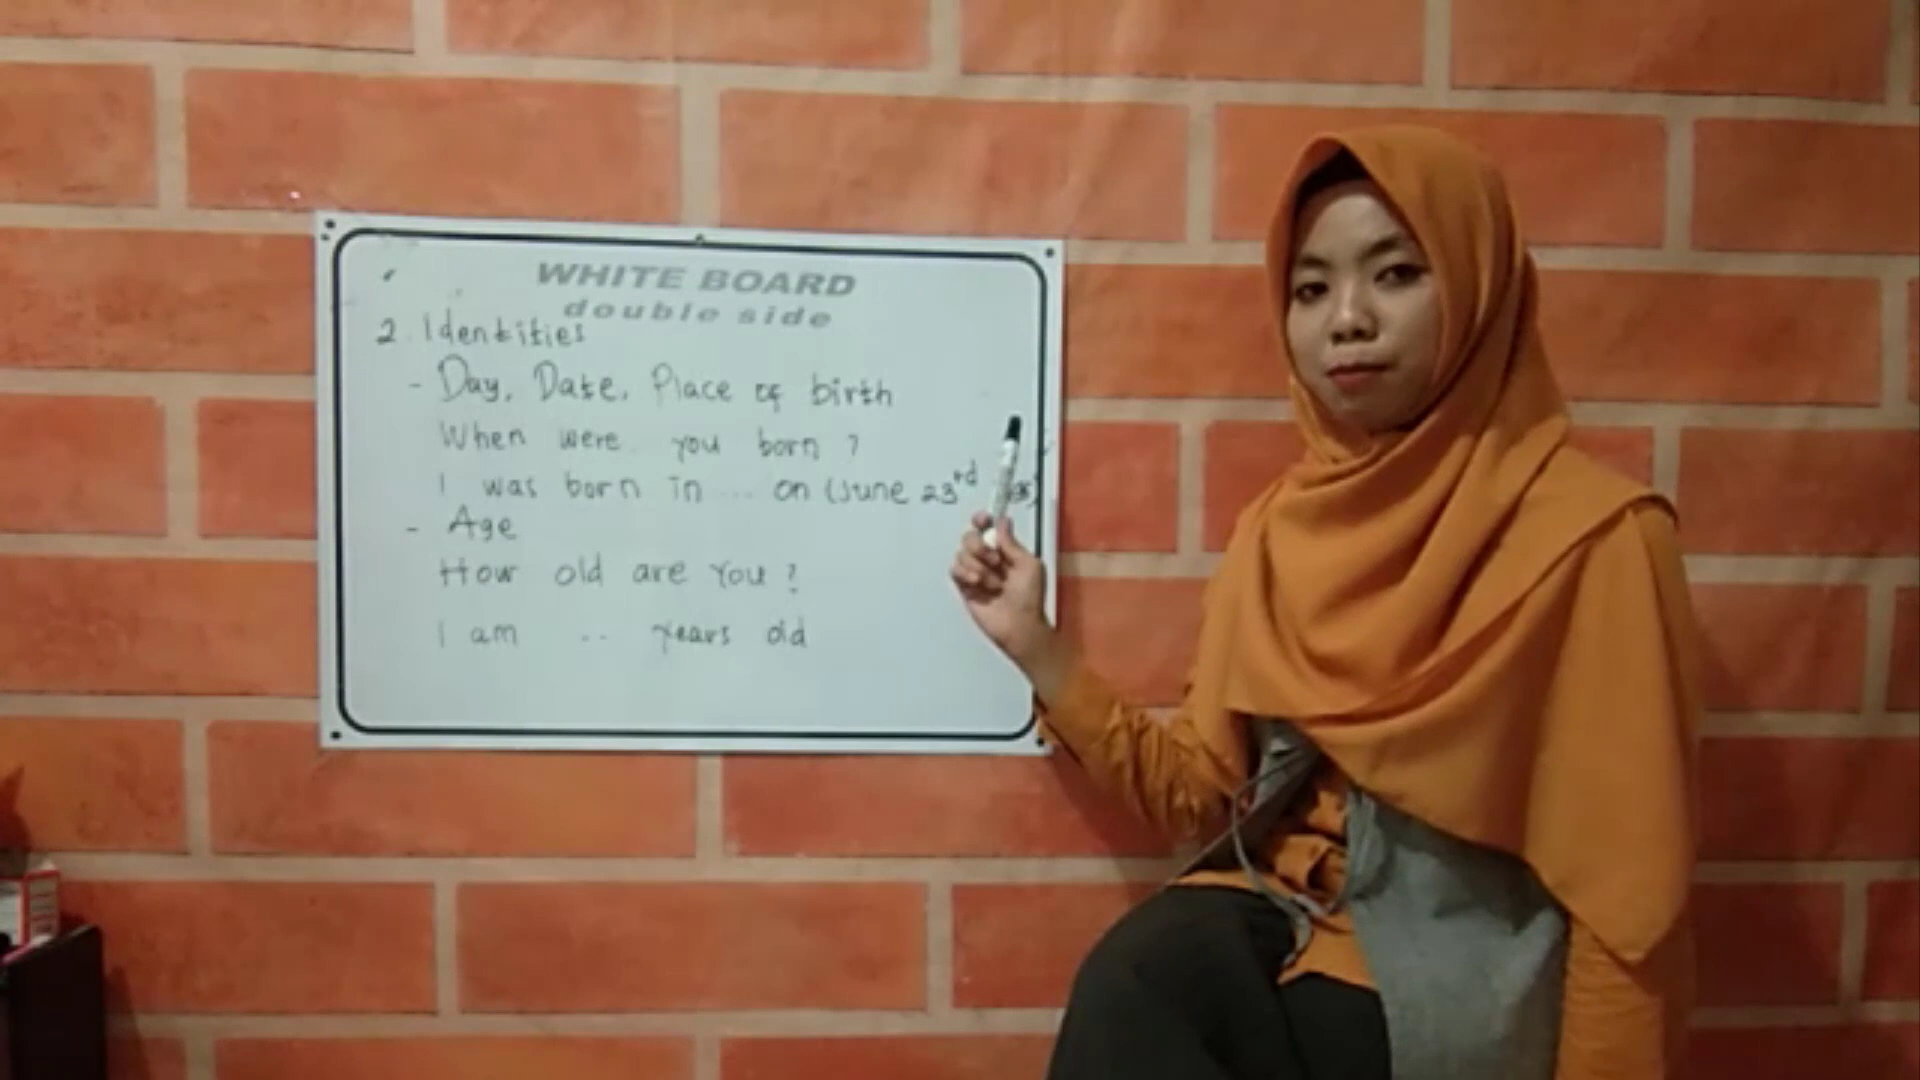 WHITE BOARD
double side
2. Identities
- Day, Date, Place of birth
When were you born ?
I was born in ... on (June 23rd
- Age
How old are you ?
I am .. years old